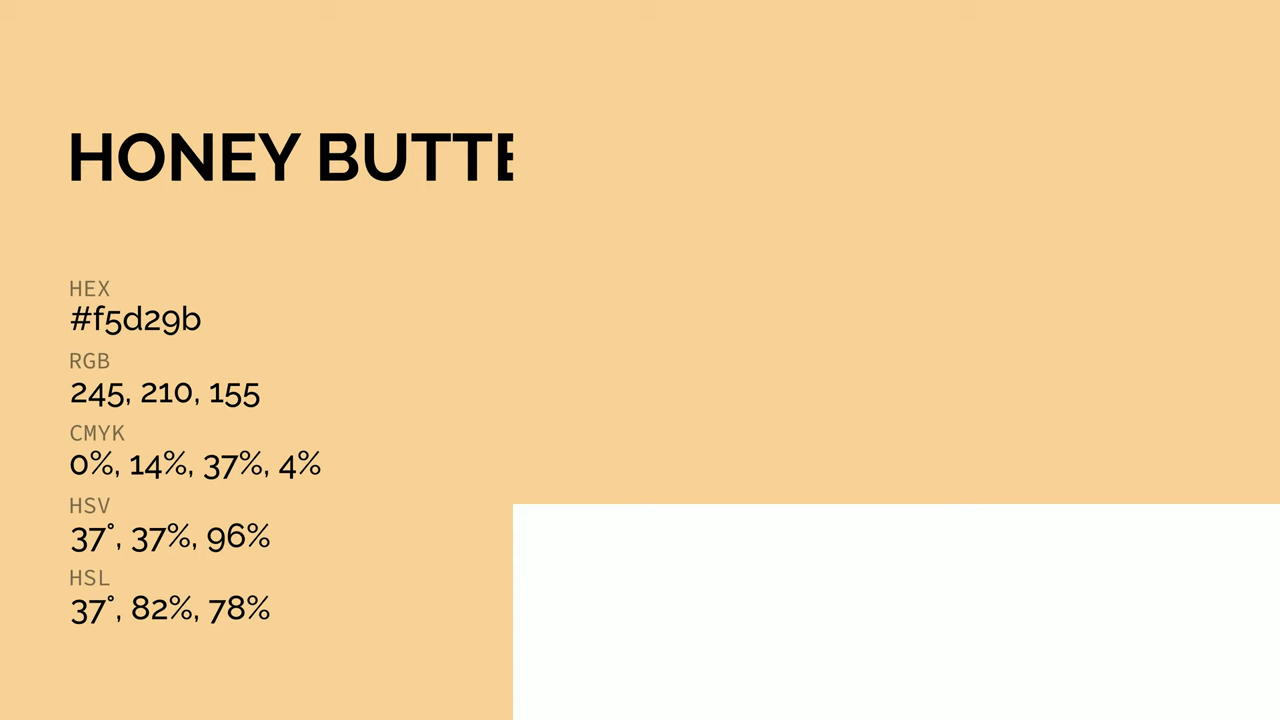 HONEY BUTTE
HEX
#f5d29b
RGB
245, 210, 155
CMYK
0%, 14%, 37%, 4%
HSV
37°, 37%, 96%
HSL
37°, 82%, 78%